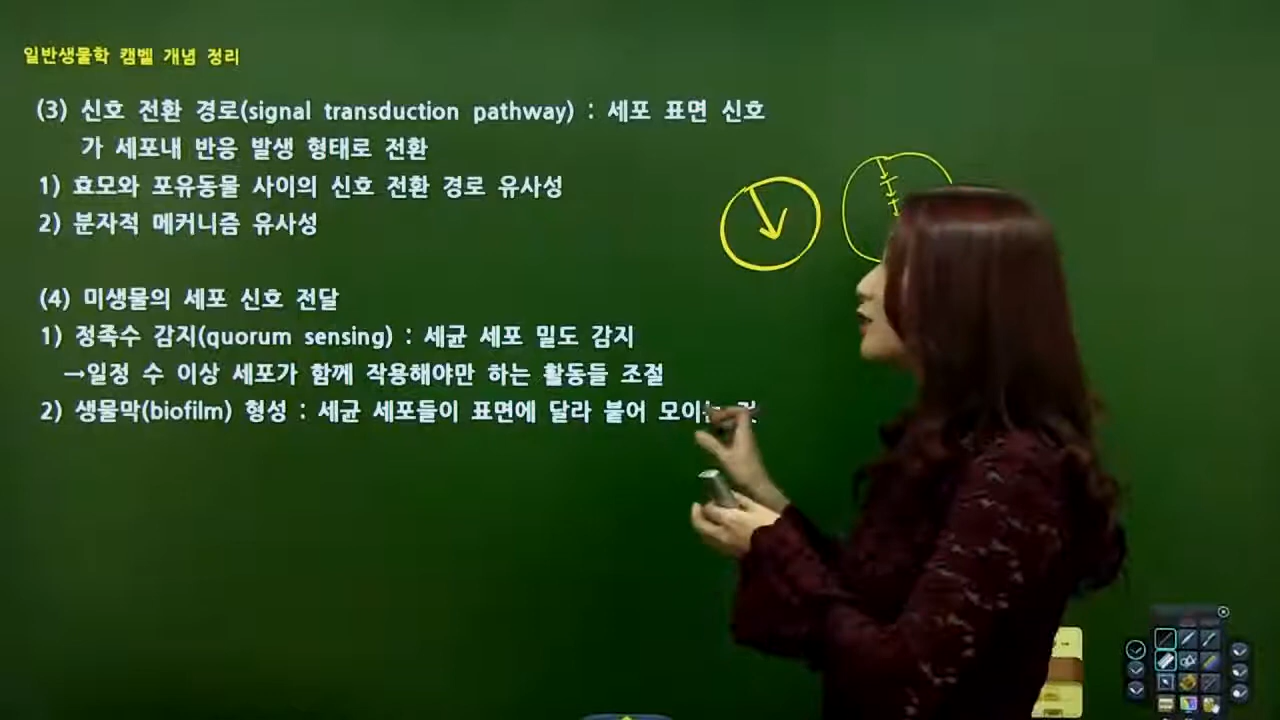 일반생물학 캠벨 개념 정리
(3) 신호 전환 경로(signal transduction pathway) : 세포 표면 신호
가 세포내 반응 발생 형태로 전환
1) 효모와 포유동물 사이의 신호 전환 경로 유사성
2) 분자적 메커니즘 유사성
(4) 미생물의 세포 신호 전달
1) 정족수 감지(quorum sensing) : 세균 세포 밀도 감지
→일정 수 이상 세포가 함께 작용해야만 하는 활동들 조절
2) 생물막(biofilm) 형성 : 세균 세포들이 표면에 달라 붙어 모이는 것